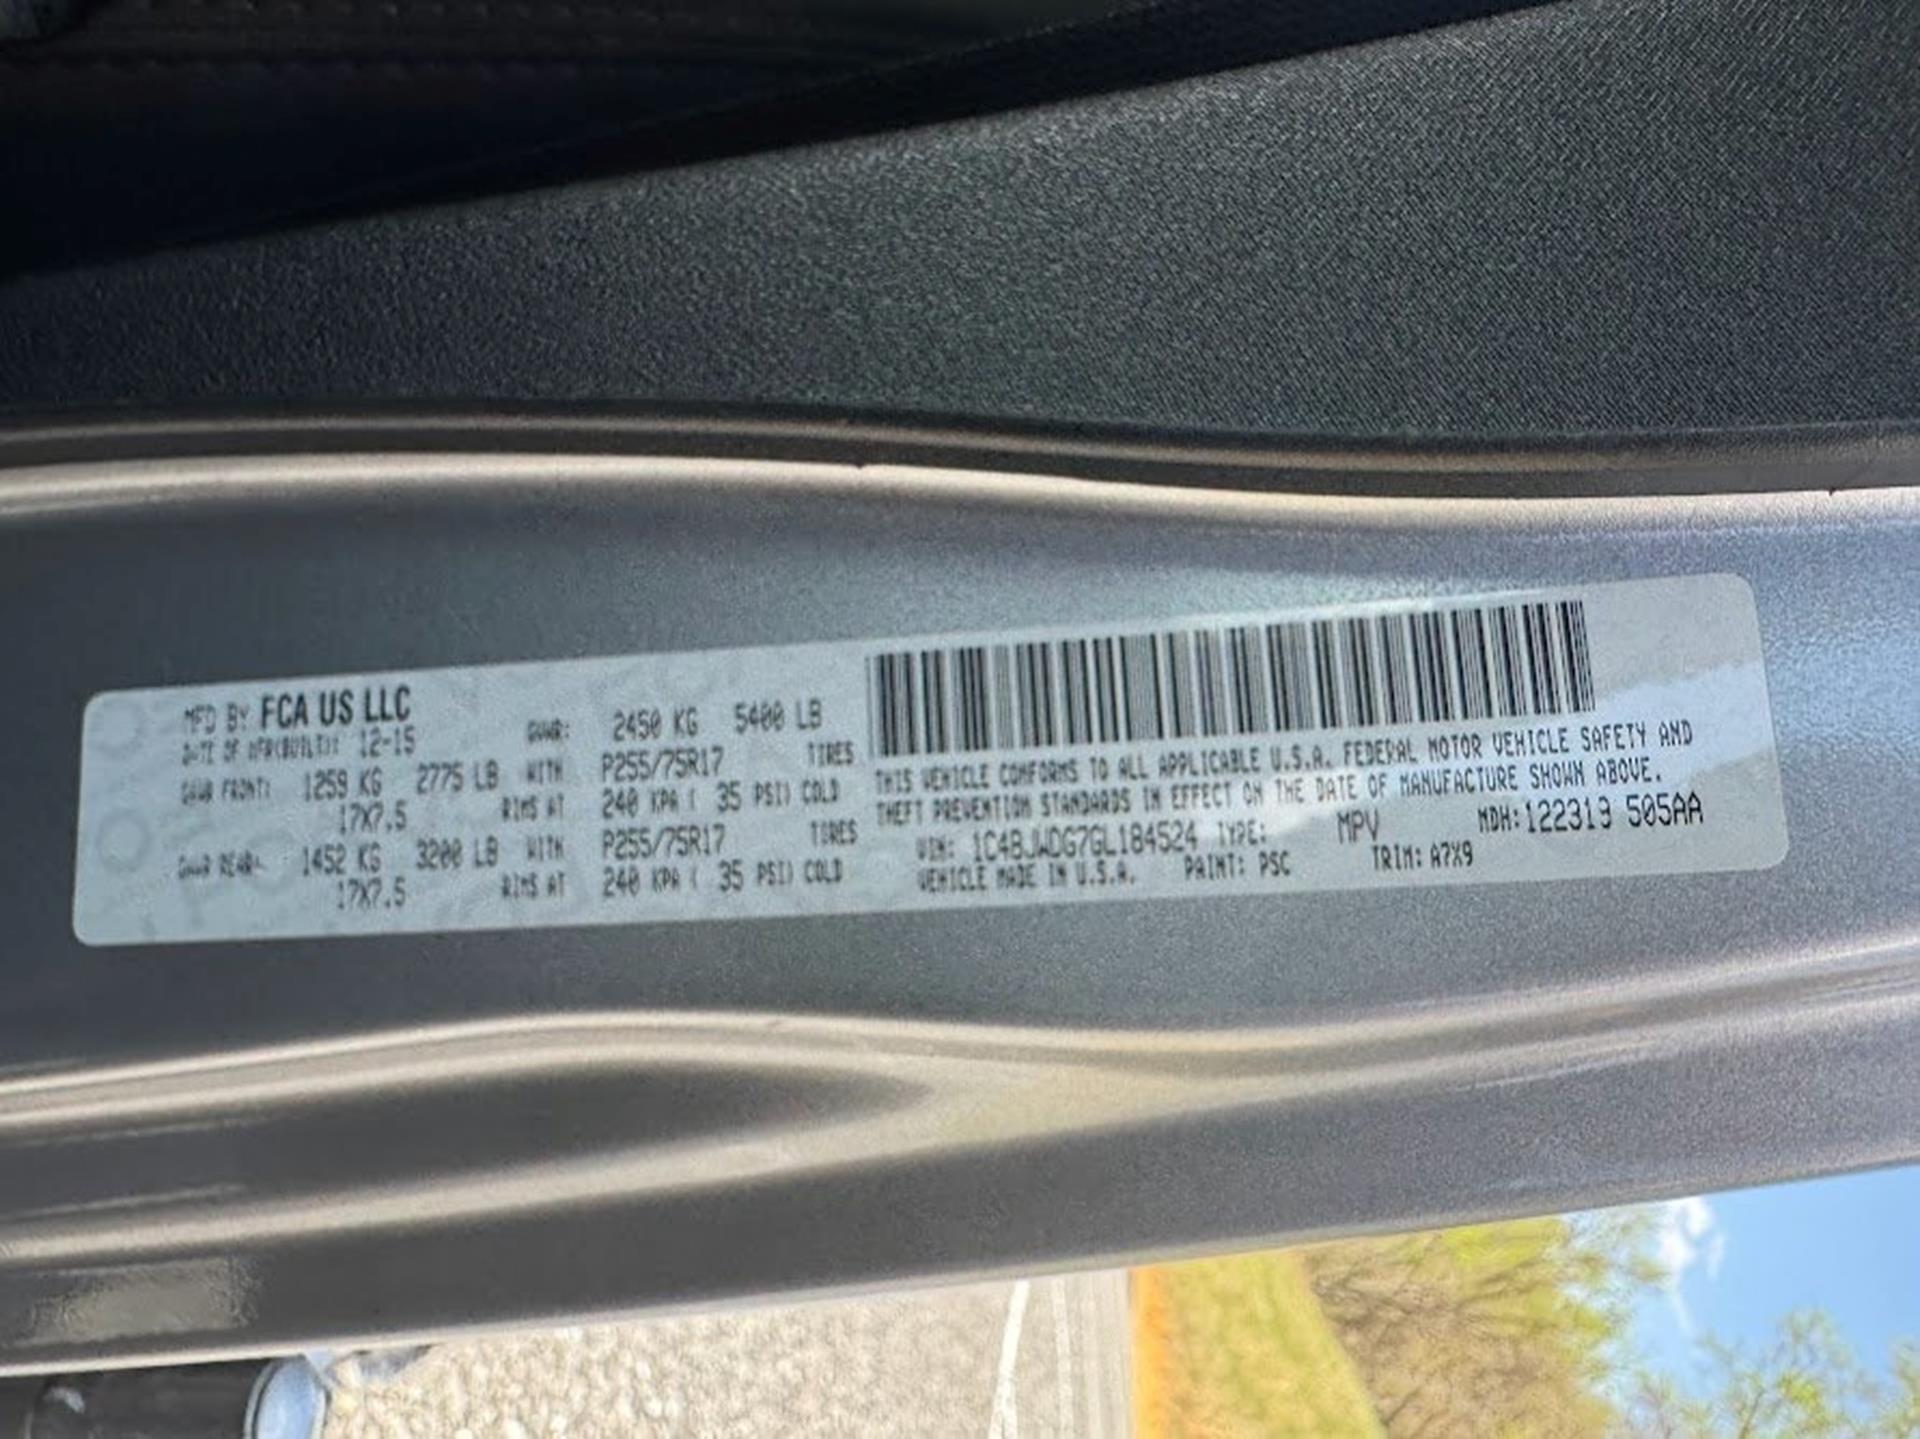 MFD BY FCA US LLC
DATE OF MFR(BUILT): 12-15 GVWR: 2450 KG 5400 LB
GAWR FRONT: 1259 KG 2775 LB WITH P255/75R17 TIRES
17X7.5 RIMS AT 240 KPA ( 35 PSI) COLD
GAWR REAR: 1452 KG 3200 LB WITH P255/75R17 TIRES
17X7.5 RIMS AT 240 KPA ( 35 PSI) COLD
THIS VEHICLE CONFORMS TO ALL APPLICABLE U.S.A. FEDERAL MOTOR VEHICLE SAFETY AND
THEFT PREVENTION STANDARDS IN EFFECT ON THE DATE OF MANUFACTURE SHOWN ABOVE.
VIN: 1C4BJWDG7GL184524 TYPE: MPV MDH:122313 505AA
VEHICLE MADE IN U.S.A. PAINT: PSC TRIM: A7X9